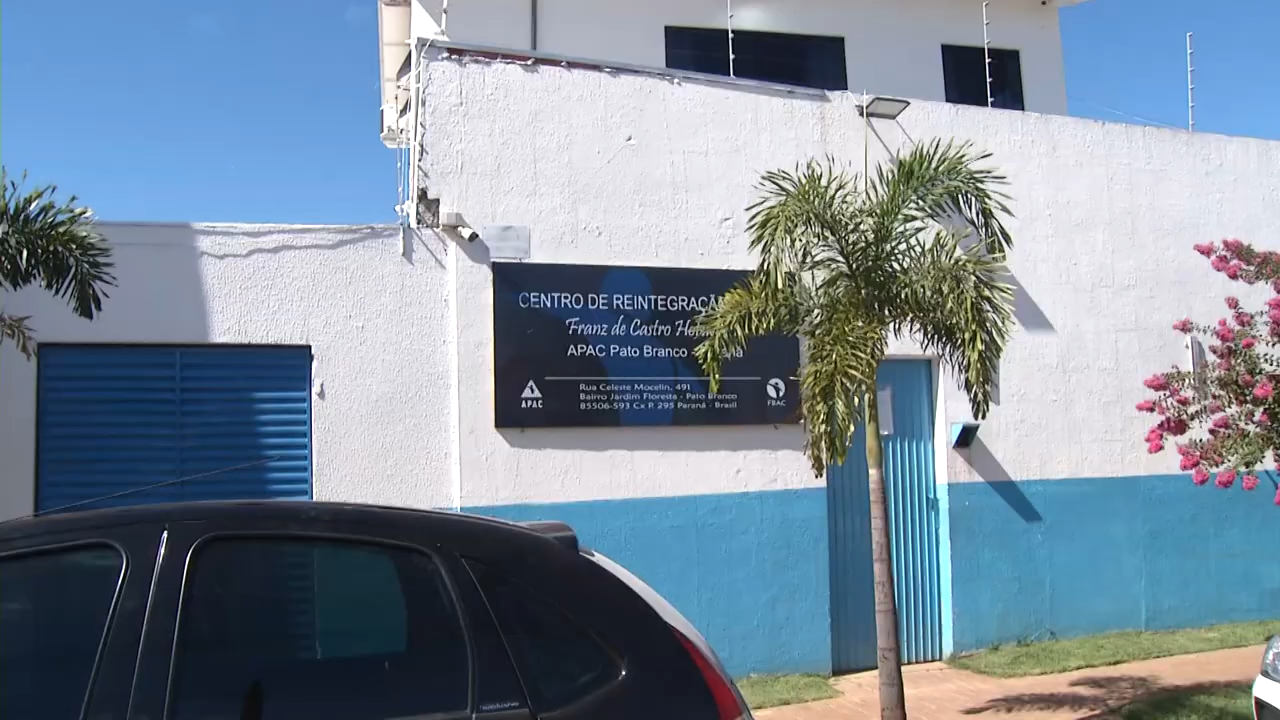 CENTRO DE REINTEGRAÇÃ
Franz de Castro
APAC Pato Branco -
Rua Celeste Mocelin, 491
Bairro Jardim Floresta - Pato Branco
85506-593 Cx P. 295 Paraná - Brasil
APAC
FBAC